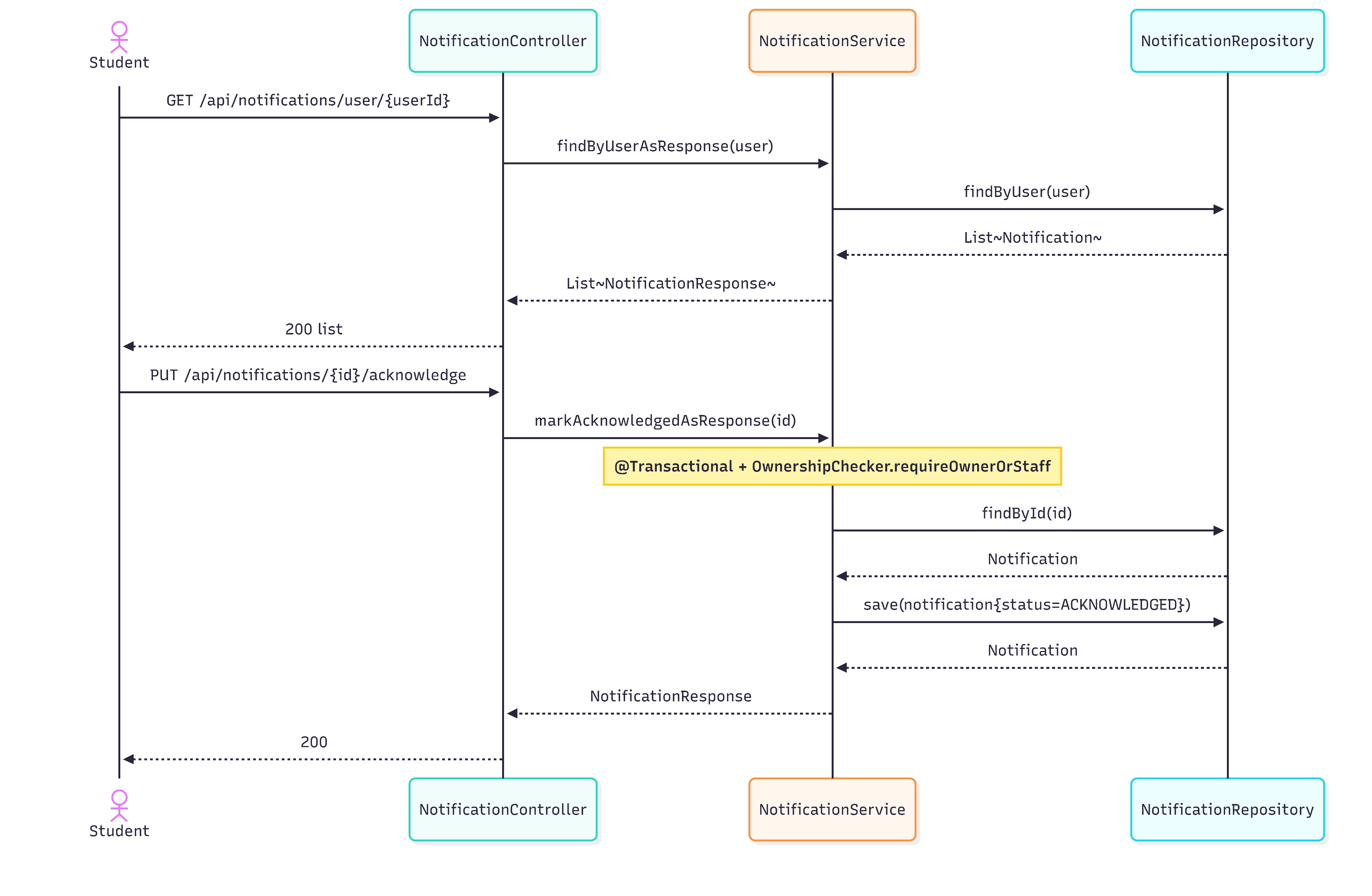 Student
NotificationController
NotificationService
NotificationRepository
GET /api/notifications/user/{userId}
findByUserAsResponse(user)
findByUser(user)
List~Notification~
List~NotificationResponse~
200 list
PUT /api/notifications/{id}/acknowledge
markAcknowledgedAsResponse(id)
@Transactional + OwnershipChecker.requireOwnerOrStaff
findById(id)
Notification
save(notification{status=ACKNOWLEDGED})
Notification
NotificationResponse
200
Student
NotificationController
NotificationService
NotificationRepository